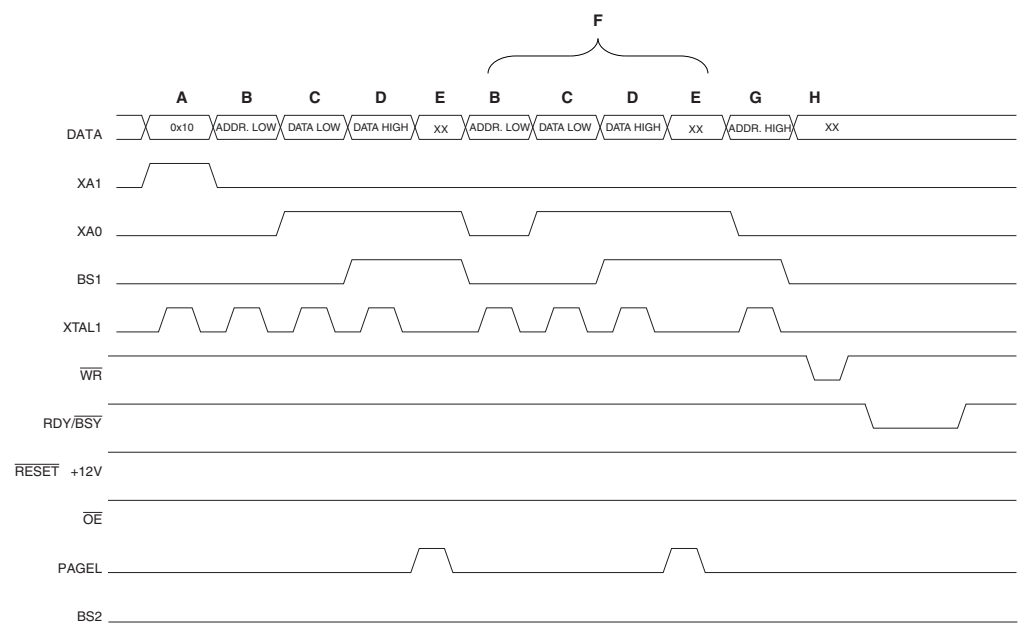 F
A B C D E B C D E G H
DATA 0x10 ADDR. LOW DATA LOW DATA HIGH XX ADDR. LOW DATA LOW DATA HIGH XX ADDR. HIGH XX
XA1
XA0
BS1
XTAL1
WR
RDY/BSY
RESET +12V
OE
PAGEL
BS2